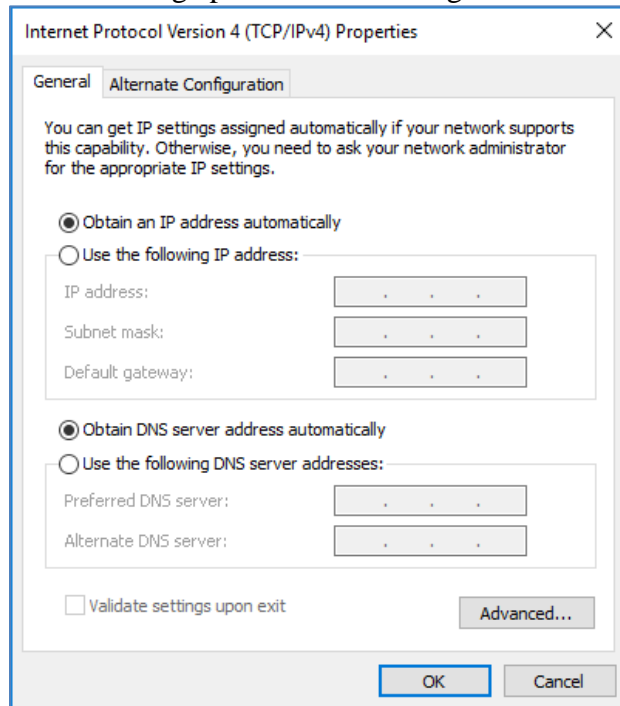 Internet Protocol Version 4 (TCP/IPv4) Properties
General
Alternate Configuration
You can get IP settings assigned automatically if your network supports
this capability. Otherwise, you need to ask your network administrator
for the appropriate IP settings.
Obtain an IP address automatically
Use the following IP address:
IP address:
Subnet mask:
Default gateway:
Obtain DNS server address automatically
Use the following DNS server addresses:
Preferred DNS server:
Alternate DNS server:
Validate settings upon exit
Advanced...
OK
Cancel